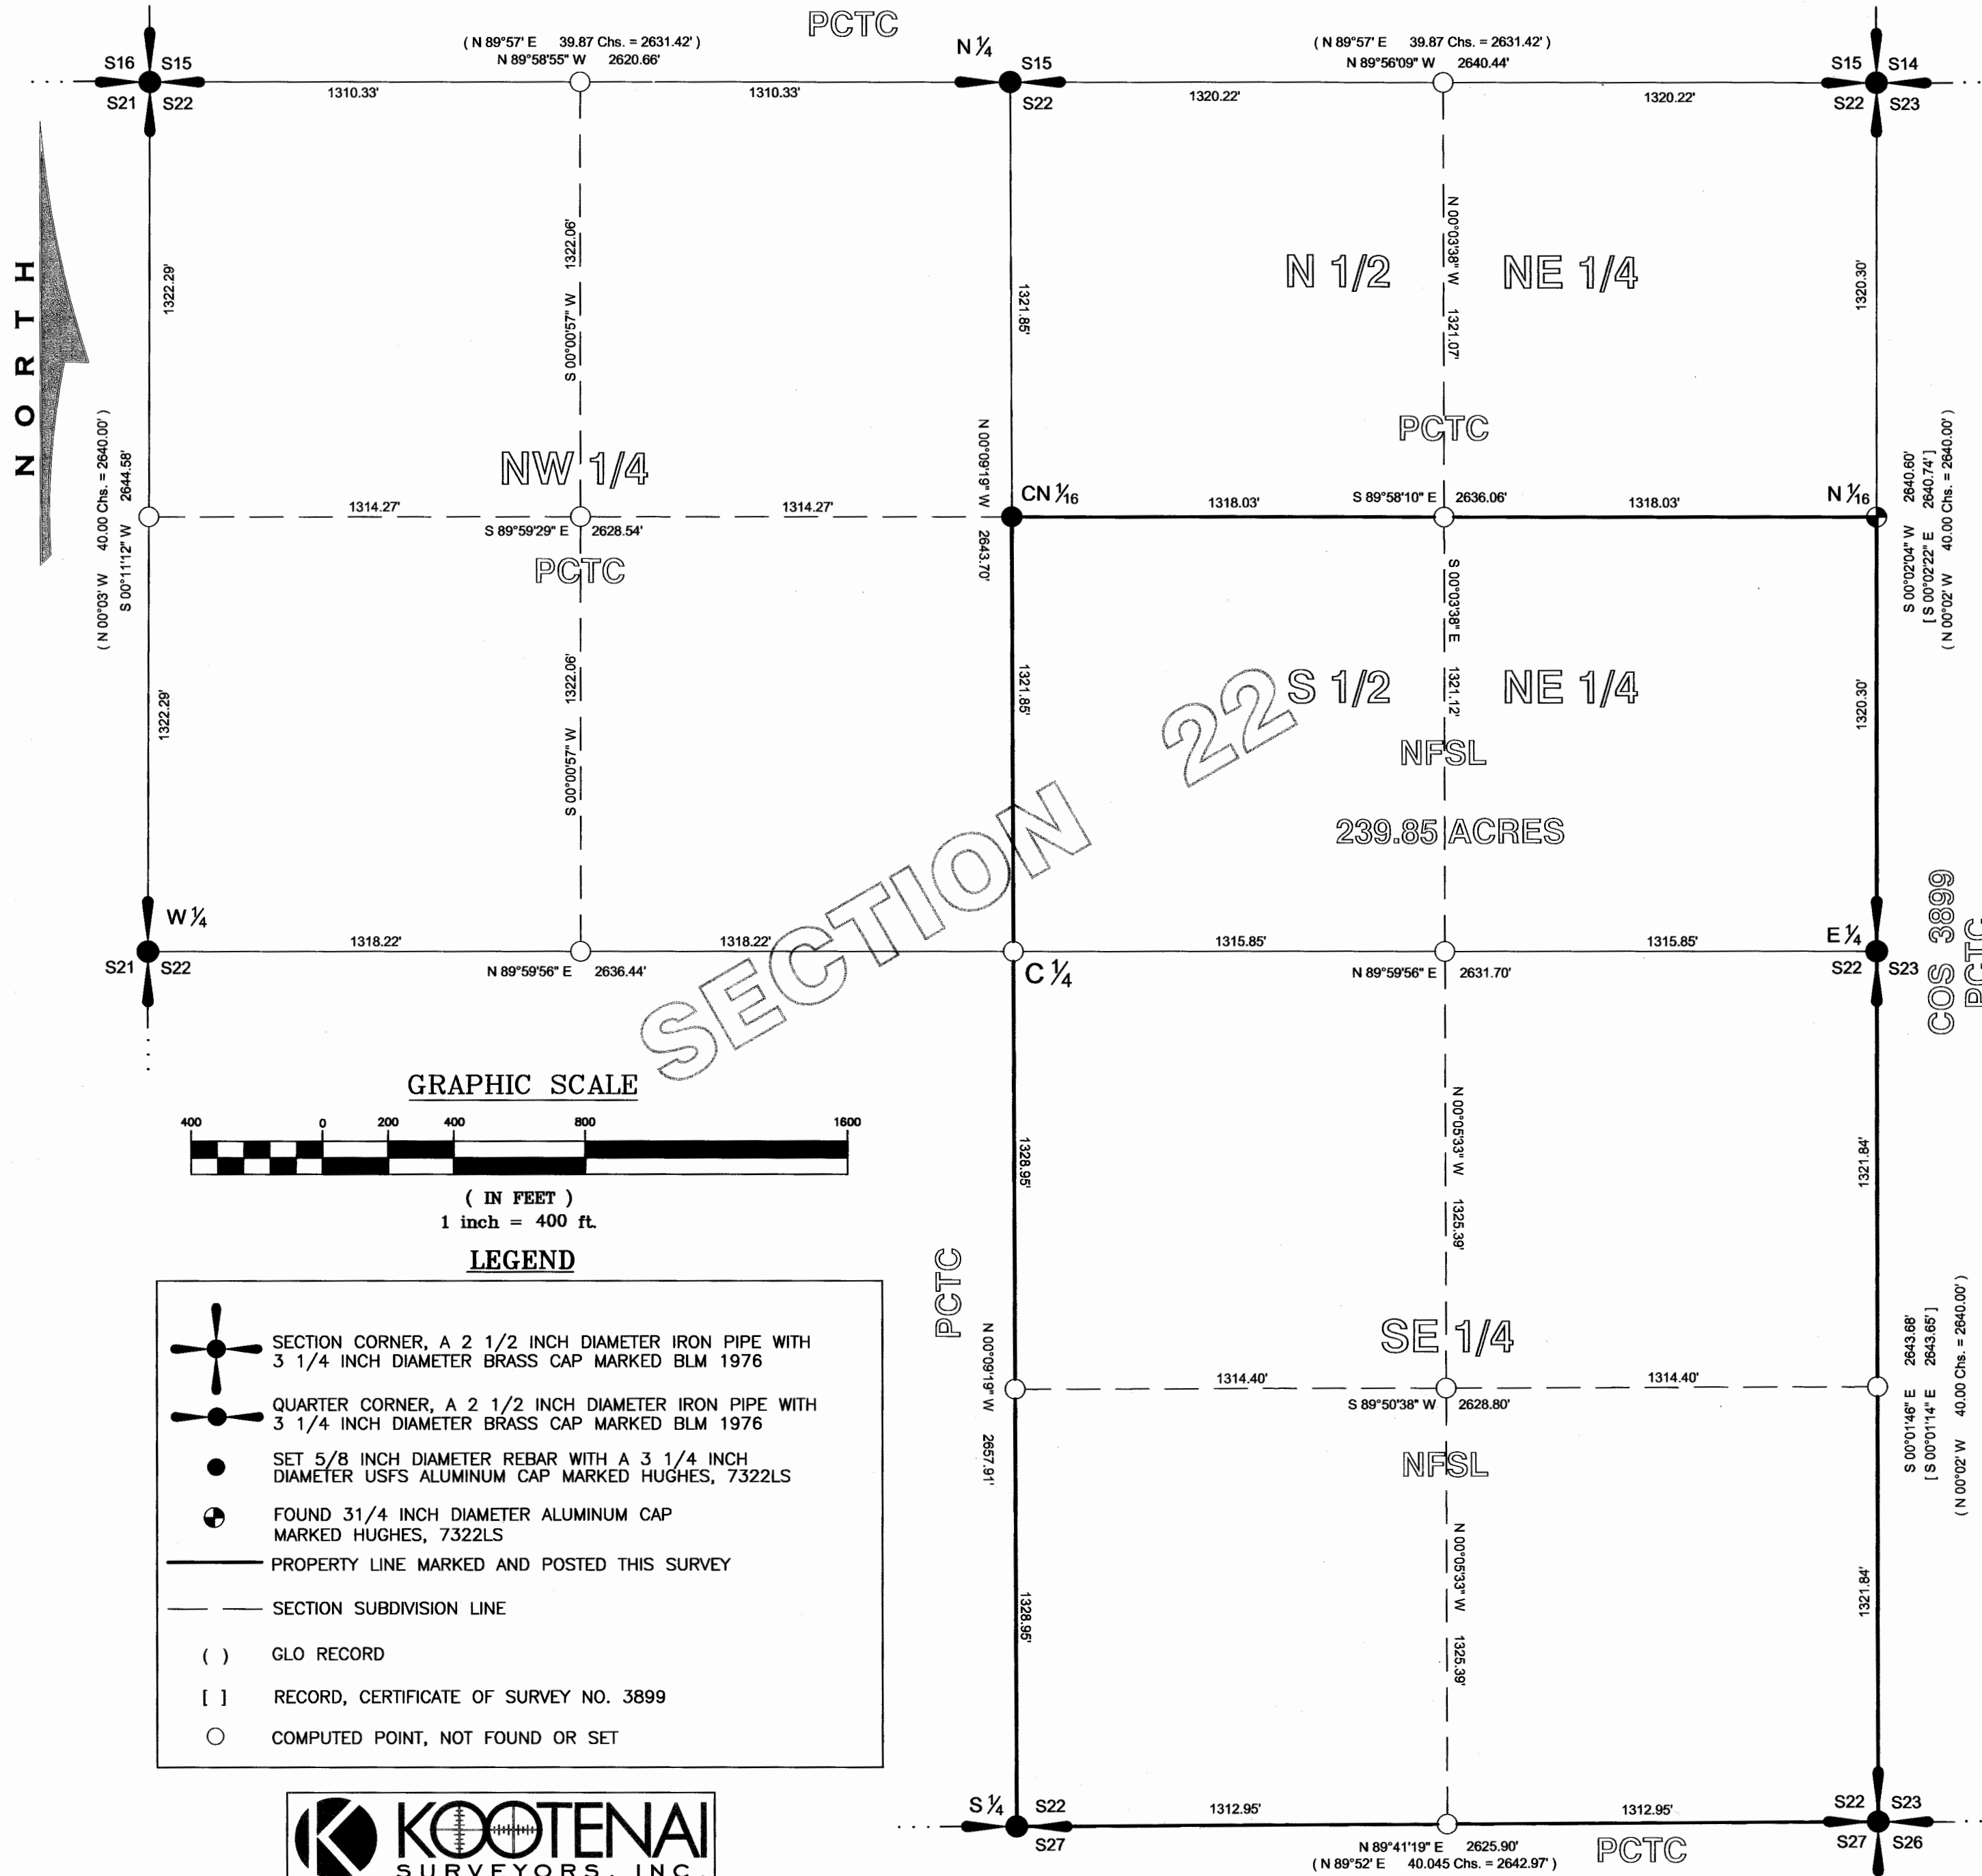 PCTC
( N 89°57' E 39.87 Chs. = 2631.42' )
N 89°58'55" W 2620.66'
N 1/4
( N 89°57' E 39.87 Chs. = 2631.42' )
N 89°56'09" W 2640.44'
S16 S15
S21 S22
1310.33'
1310.33'
S15
S22
1320.22'
1320.22'
S15 S14
S22 S23
NORTH
1322.29'
S 00°00'57" W 1322.06'
1321.85'
N 00°03'38" W 1321.07'
N 1/2 NE 1/4
1320.30'
PCTC
( N 00°03' W 40.00 Chs. = 2640.00' )
S 00°11'12" W 2644.58'
NW 1/4
1314.27'
1314.27'
S 89°59'29" E 2628.54'
PCTC
N 00°09'19" W 2643.70'
CN 1/16
1318.03'
S 89°58'10" E 2636.06'
1318.03'
N 1/16
S 00°02'04" W 2640.60'
[ S 00°02'22" E 2640.74' ]
( N 00°02' W 40.00 Chs. = 2640.00' )
1322.29'
S 00°00'57" W 1322.06'
1321.85'
S 00°03'38" E 1321.12'
S 1/2 NE 1/4
1320.30'
NFSL
239.85 ACRES
SECTION 22
W 1/4
S21 S22
1318.22'
1318.22'
N 89°59'56" E 2636.44'
C 1/4
1315.85'
1315.85'
N 89°59'56" E 2631.70'
E 1/4
S22 S23
COS 3899
PCTC
GRAPHIC SCALE
400 0 200 400 800 1600
( IN FEET )
1 inch = 400 ft.
1328.95'
N 00°05'33" W 1325.39'
1321.84'
PCTC
N 00°09'19" W 2657.91'
SE 1/4
1314.40'
1314.40'
S 89°50'38" W 2628.80'
NFSL
S 00°01'46" E 2643.68'
[ S 00°01'14" E 2643.65' ]
( N 00°02' W 40.00 Chs. = 2640.00' )
1328.95'
N 00°05'33" W 1325.39'
1321.84'
LEGEND
SECTION CORNER, A 2 1/2 INCH DIAMETER IRON PIPE WITH
3 1/4 INCH DIAMETER BRASS CAP MARKED BLM 1976
QUARTER CORNER, A 2 1/2 INCH DIAMETER IRON PIPE WITH
3 1/4 INCH DIAMETER BRASS CAP MARKED BLM 1976
SET 5/8 INCH DIAMETER REBAR WITH A 3 1/4 INCH
DIAMETER USFS ALUMINUM CAP MARKED HUGHES, 7322LS
FOUND 31/4 INCH DIAMETER ALUMINUM CAP
MARKED HUGHES, 7322LS
PROPERTY LINE MARKED AND POSTED THIS SURVEY
SECTION SUBDIVISION LINE
( ) GLO RECORD
[ ] RECORD, CERTIFICATE OF SURVEY NO. 3899
COMPUTED POINT, NOT FOUND OR SET
K KOOTENAI
SURVEYORS, INC.
S 1/4
S22
S27
1312.95'
1312.95'
N 89°41'19" E 2625.90'
( N 89°52' E 40.045 Chs. = 2642.97' )
PCTC
S22 S23
S27 S26